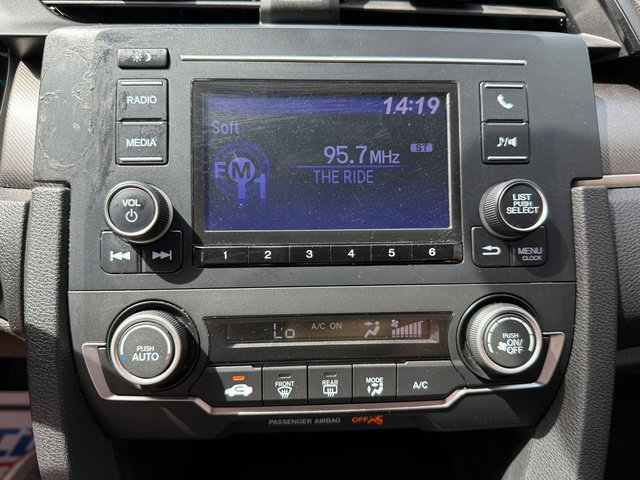 RADIO
MEDIA
14:19
Soft
FM1
95.7MHz
ST
THE RIDE
VOL
LIST
PUSH
SELECT
MENU
CLOCK
1 2 3 4 5 6
PUSH
AUTO
Lo
A/C ON
PUSH
ON/
OFF
FRONT
REAR
MODE
A/C
PASSENGER AIRBAG OFF